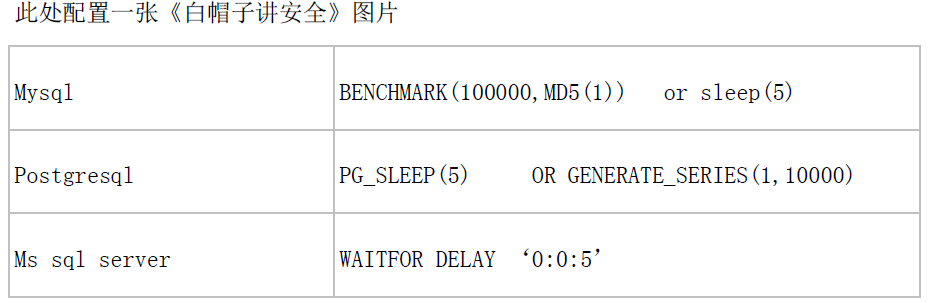 此处配置一张《白帽子讲安全》图片
Mysql BENCHMARK(100000,MD5(1)) or sleep(5)
Postgresql PG_SLEEP(5) OR GENERATE_SERIES(1,10000)
Ms sql server WAITFOR DELAY ‘0:0:5’